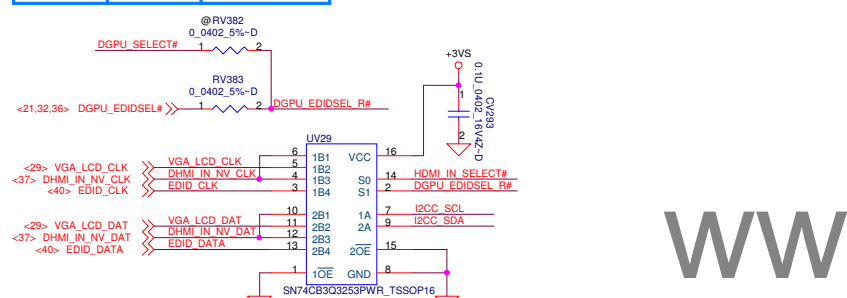 @ RV382
0_0402_5%~D
DGPU_SELECT# 1 2
RV383
0_0402_5%~D
<21,32,36> DGPU_EDIDSEL# 1 2 DGPU_EDIDSEL_R#
+3VS
1
2
0.1U_0402_16V4Z~D
CV293
UV29
<29> VGA_LCD_CLK VGA_LCD_CLK
<37> DHMI_IN_NV_CLK DHMI_IN_NV_CLK
<40> EDID_CLK EDID_CLK
6 1B1
5 1B2
4 1B3
3 1B4
<29> VGA_LCD_DAT VGA_LCD_DAT
<37> DHMI_IN_NV_DAT DHMI_IN_NV_DAT
<40> EDID_DATA EDID_DATA
10 2B1
11 2B2
12 2B3
13 2B4
1 1OE
VCC 16
S0 14 HDMI_IN_SELECT#
S1 2 DGPU_EDIDSEL_R#
1A 7 I2CC_SCL
2A 9 I2CC_SDA
2OE 15
GND 8
SN74CB3Q3253PWR_TSSOP16
WW